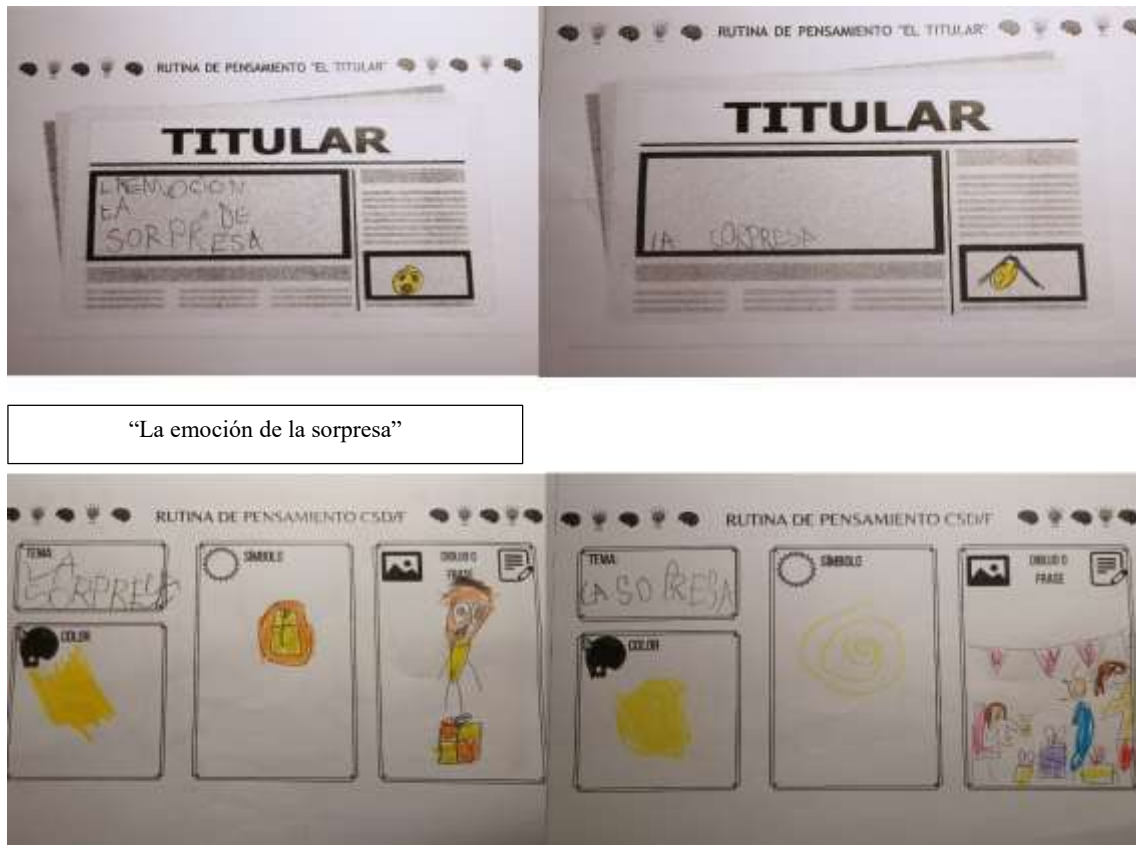 RUTINA DE PENSAMIENTO "EL TITULAR"
TITULAR
LA EMOCION
LA DE
SORPRESA
RUTINA DE PENSAMIENTO "EL TITULAR"
TITULAR
LA SORPRESA
“La emoción de la sorpresa”
RUTINA DE PENSAMIENTO CSD/F
TEMA:
LA
SORPRESA
COLOR
SÍMBOLO
DIBUJO O
FRASE
RUTINA DE PENSAMIENTO CSD/F
TEMA:
LA SO PRESA
COLOR
SÍMBOLO
DIBUJO O
FRASE